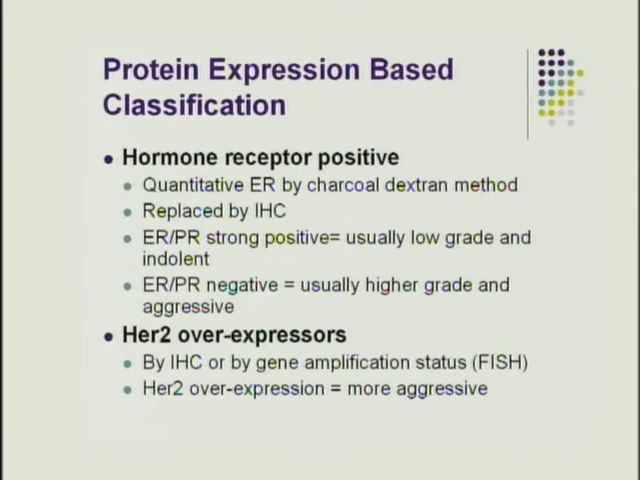 Protein Expression Based
Classification
Hormone receptor positive
Quantitative ER by charcoal dextran method
Replaced by IHC
ER/PR strong positive= usually low grade and
indolent
ER/PR negative = usually higher grade and
aggressive
Her2 over-expressors
By IHC or by gene amplification status (FISH)
Her2 over-expression = more aggressive